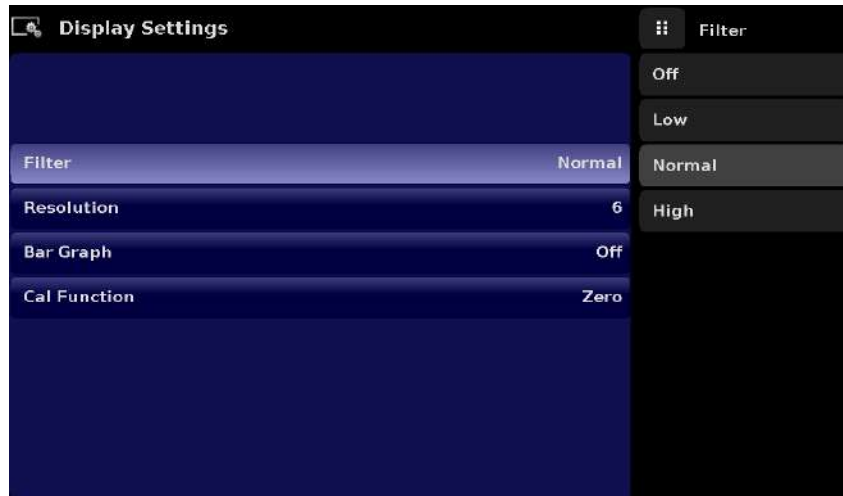 Display Settings
Filter Normal
Resolution 6
Bar Graph Off
Cal Function Zero
Filter
Off
Low
Normal
High